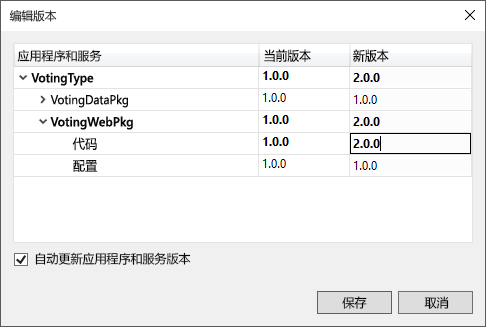 编辑版本
应用程序和服务 当前版本 新版本
VotingType 1.0.0 2.0.0
VotingDataPkg 1.0.0 1.0.0
VotingWebPkg 1.0.0 2.0.0
代码 1.0.0 2.0.0
配置 1.0.0 1.0.0
自动更新应用程序和服务版本
保存 取消